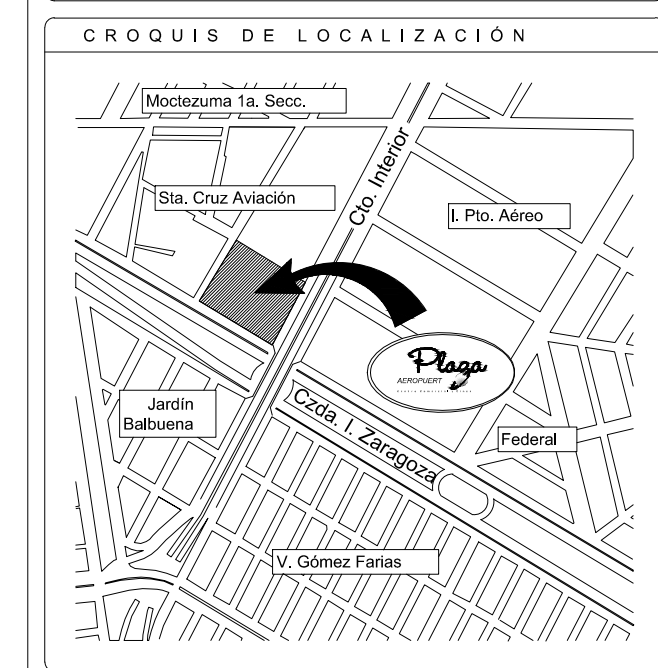 CROQUIS DE LOCALIZACIÓN
Moctezuma 1a. Secc.
Cto. Interior
Sta. Cruz Aviación
I. Pto. Aéreo
Plaza
AEROPUERT
Jardín
Balbuena
Czda. I. Zaragoza
Federal
V. Gómez Farias